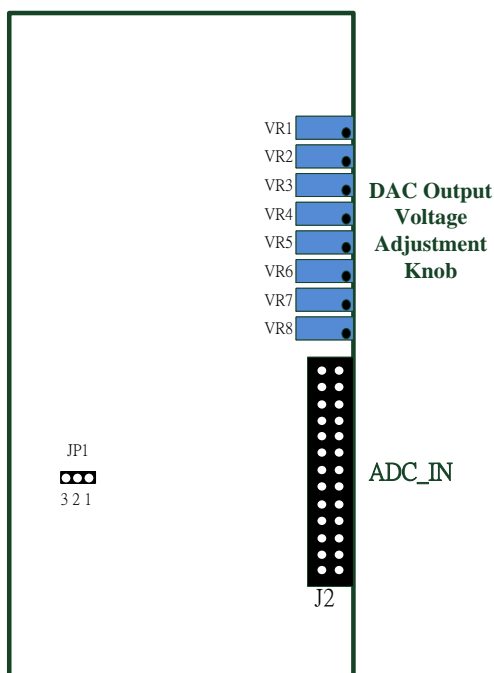 VR1
VR2
VR3
VR4
VR5
VR6
VR7
VR8
DAC Output
Voltage
Adjustment
Knob
JP1
3 2 1
ADC_IN
J2